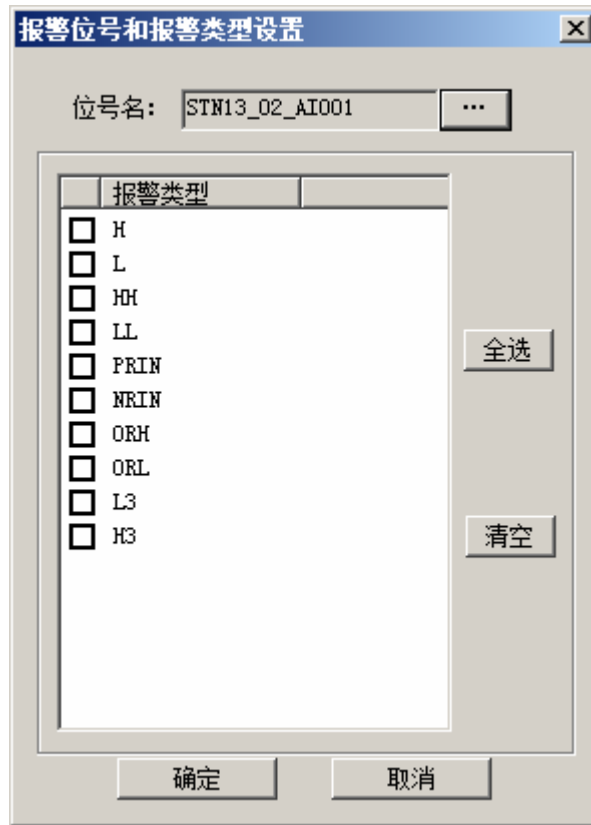 报警位号和报警类型设置
位号名： STN13_02_AI001 ...
报警类型
H
L
HH
LL
PRIN
NRIN
ORH
ORL
L3
H3
全选
清空
确定 取消